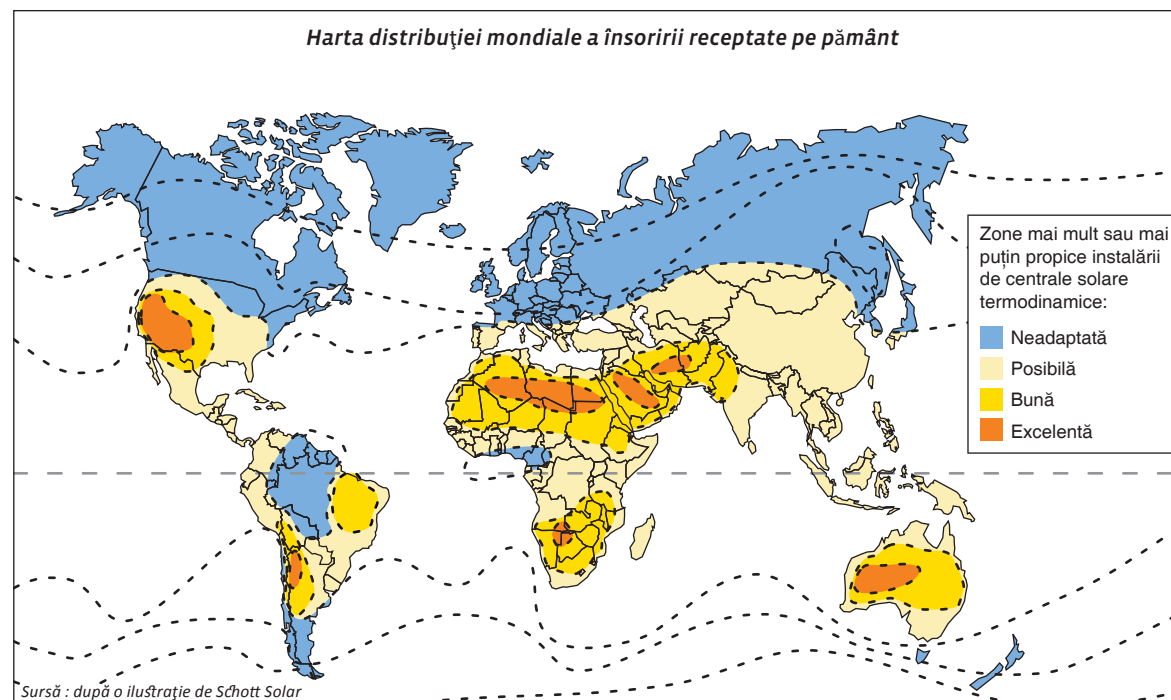 Harta distribuţiei mondiale a însoririi receptate pe pământ
Zone mai mult sau mai
puțin propice instalării
de centrale solare
termodinamice:
Neadaptată
Posibilă
Bună
Excelentă
Sursă : după o ilustraţie de Schott Solar